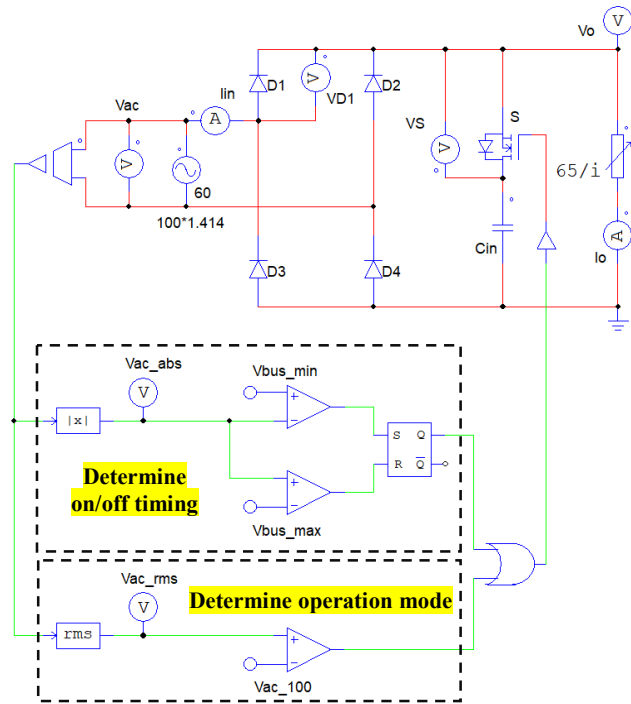 Vo
V
D1
V
VD1
D2
Iin
A
Vac
V
60
100*1.414
VS
V
S
65/i
Cin
A
Io
D3
D4
Vac_abs
V
Vbus_min
|x|
+
−
S Q
R Q̅
Determine
on/off timing
+
−
Vbus_max
Vac_rms
V
Determine operation mode
rms
+
−
Vac_100